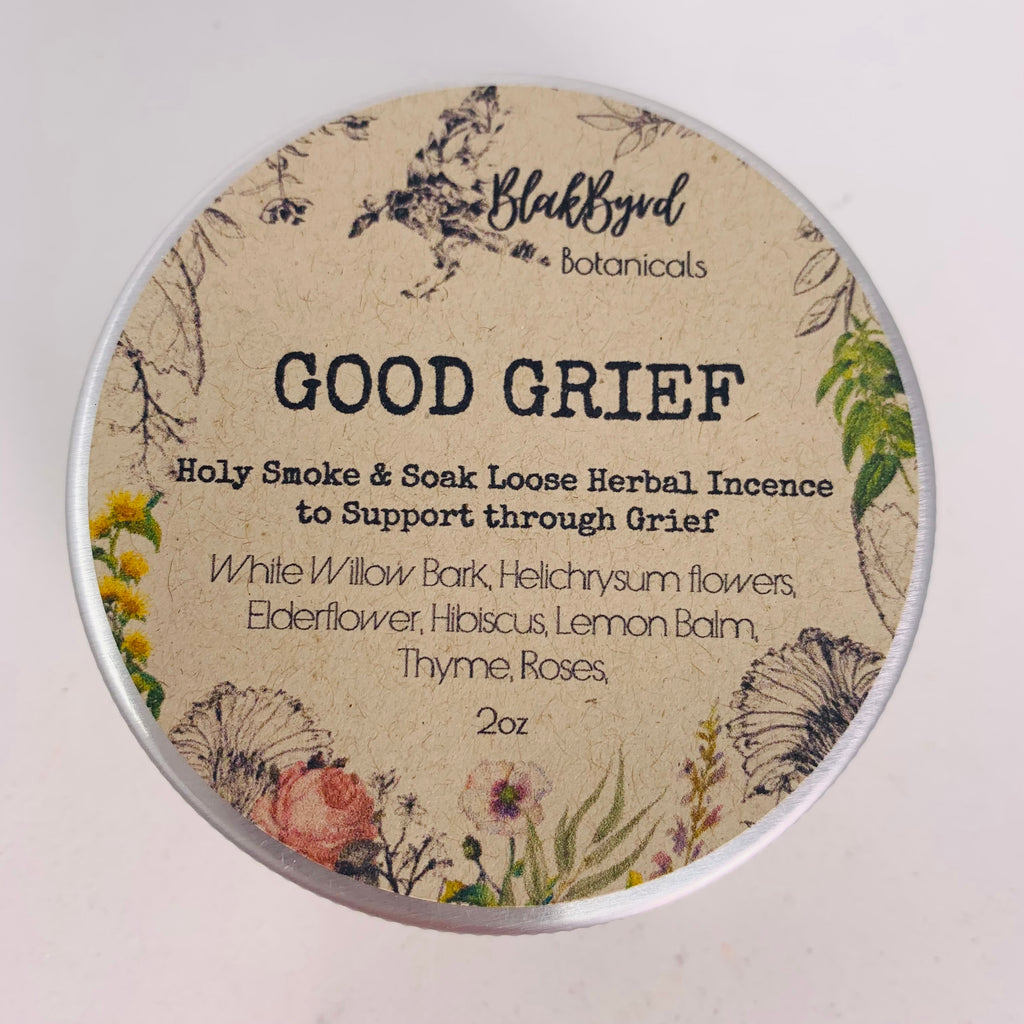 BlakByrd
Botanicals
GOOD GRIEF
Holy Smoke & Soak Loose Herbal Incence
to Support through Grief
White Willow Bark, Helichrysum flowers,
Elderflower, Hibiscus, Lemon Balm,
Thyme, Roses,
2oz